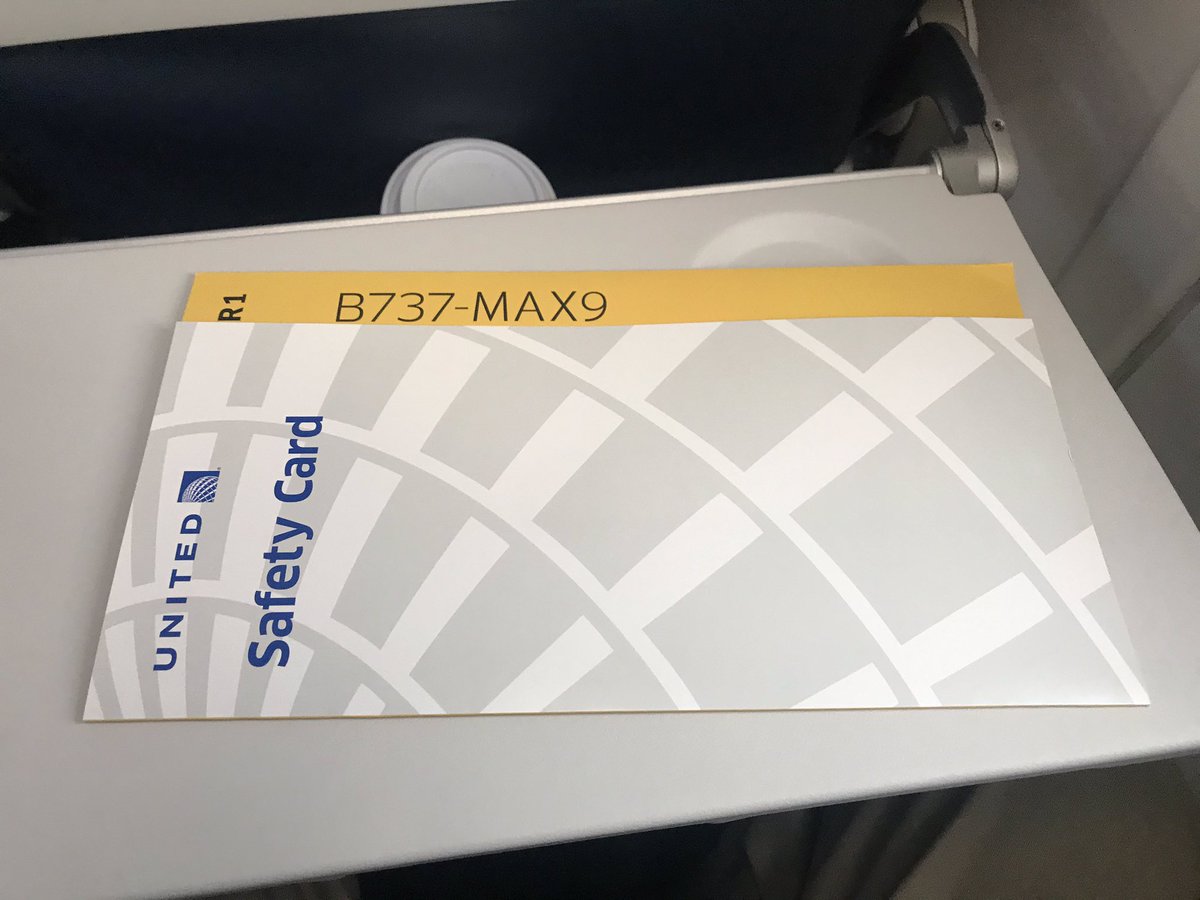 R1
B737-MAX9
UNITED
Safety Card